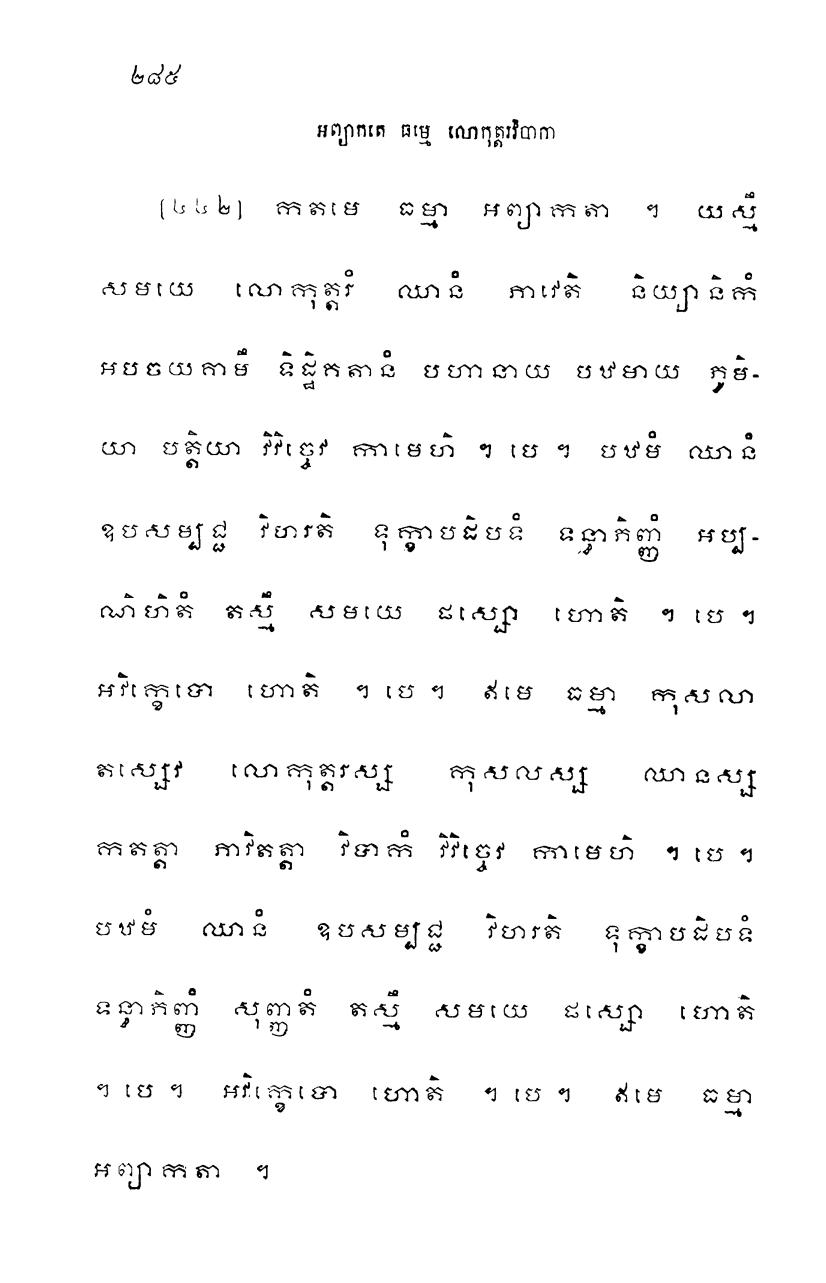 ២៨៥
អព្យាកតេ ធម្មេ លោកុត្តរវិបាកា
[៤៤២] កតមេ ធម្មា អព្យាកតា ។ យស្មឹ
សមយេ លោកុត្តរំ ឈានំ ភាវេតិ និយ្យានិកំ
អបចយគាមឹ ទិដ្ឋិគតានំ បហានាយ បឋមាយ ភូមិ-
យា បត្តិយា វិវិច្ចេវ កាមេហិ ។ បេ ។ បឋមំ ឈានំ
ឧបសម្បជ្ជ វិហរតិ ទុក្ខាបដិបទំ ទន្ធាភិញ្ញំ អប្ប-
ណិហិតំ តស្មឹ សមយេ ផស្សោ ហោតិ ។ បេ ។
អវិក្ខេបោ ហោតិ ។ បេ ។ ឥមេ ធម្មា កុសលា
តស្សេវ លោកុត្តរស្ស កុសលស្ស ឈានស្ស
កតត្តា ភាវិតត្តា វិបាកំ វិវិច្ចេវ កាមេហិ ។ បេ ។
បឋមំ ឈានំ ឧបសម្បជ្ជ វិហរតិ ទុក្ខាបដិបទំ
ទន្ធាភិញ្ញំ សុញ្ញតំ តស្មឹ សមយេ ផស្សោ ហោតិ
។ បេ ។ អវិក្ខេបោ ហោតិ ។ បេ ។ ឥមេ ធម្មា
អព្យាកតា ។